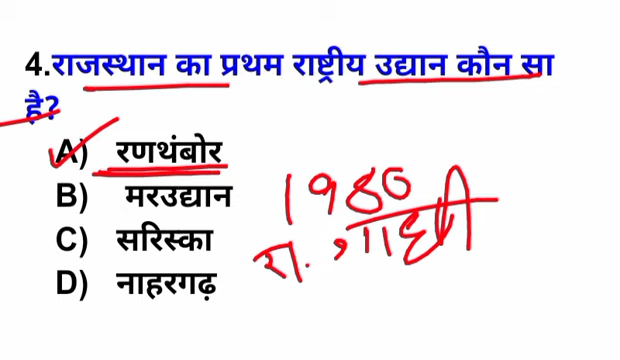 4.राजस्थान का प्रथम राष्ट्रीय उद्यान कौन सा
है?
A) रणथंबोर
B) मरउद्यान
C) सरिस्का
D) नाहरगढ़
1980
रा.